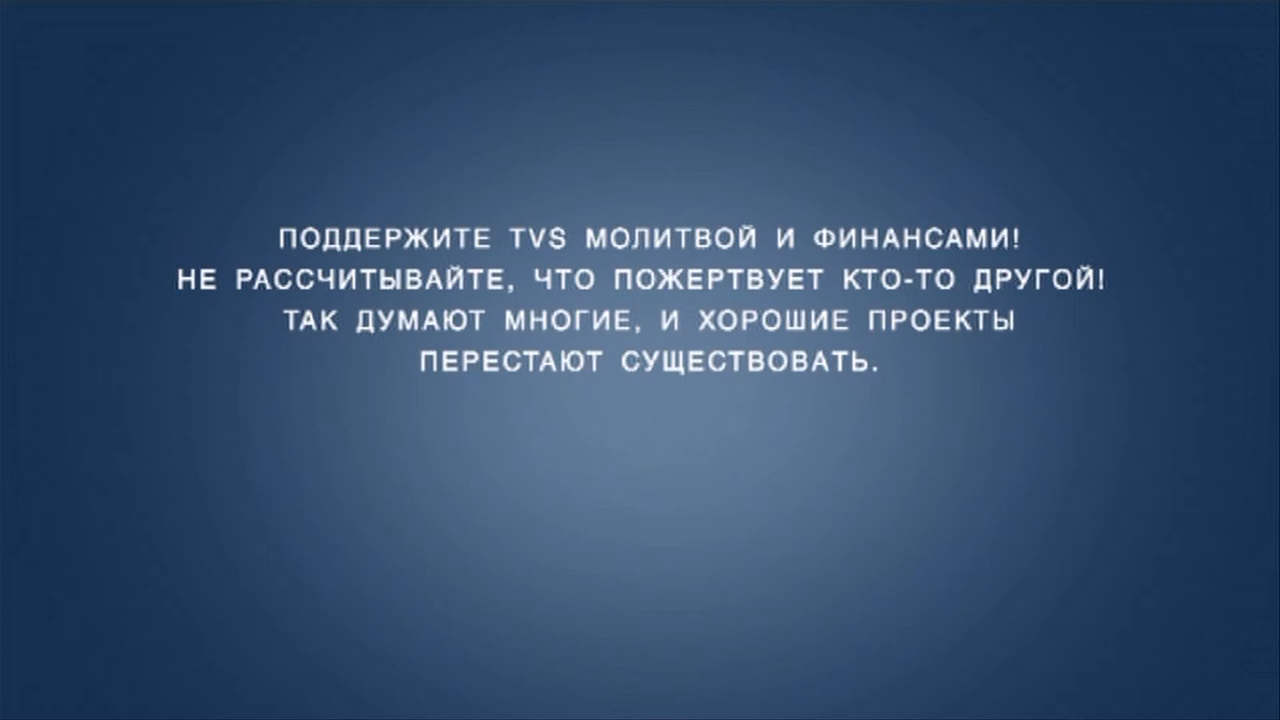 ПОДДЕРЖИТЕ TVS МОЛИТВОЙ И ФИНАНСАМИ!
НЕ РАССЧИТЫВАЙТЕ, ЧТО ПОЖЕРТВУЕТ КТО-ТО ДРУГОЙ!
ТАК ДУМАЮТ МНОГИЕ, И ХОРОШИЕ ПРОЕКТЫ
ПЕРЕСТАЮТ СУЩЕСТВОВАТЬ.